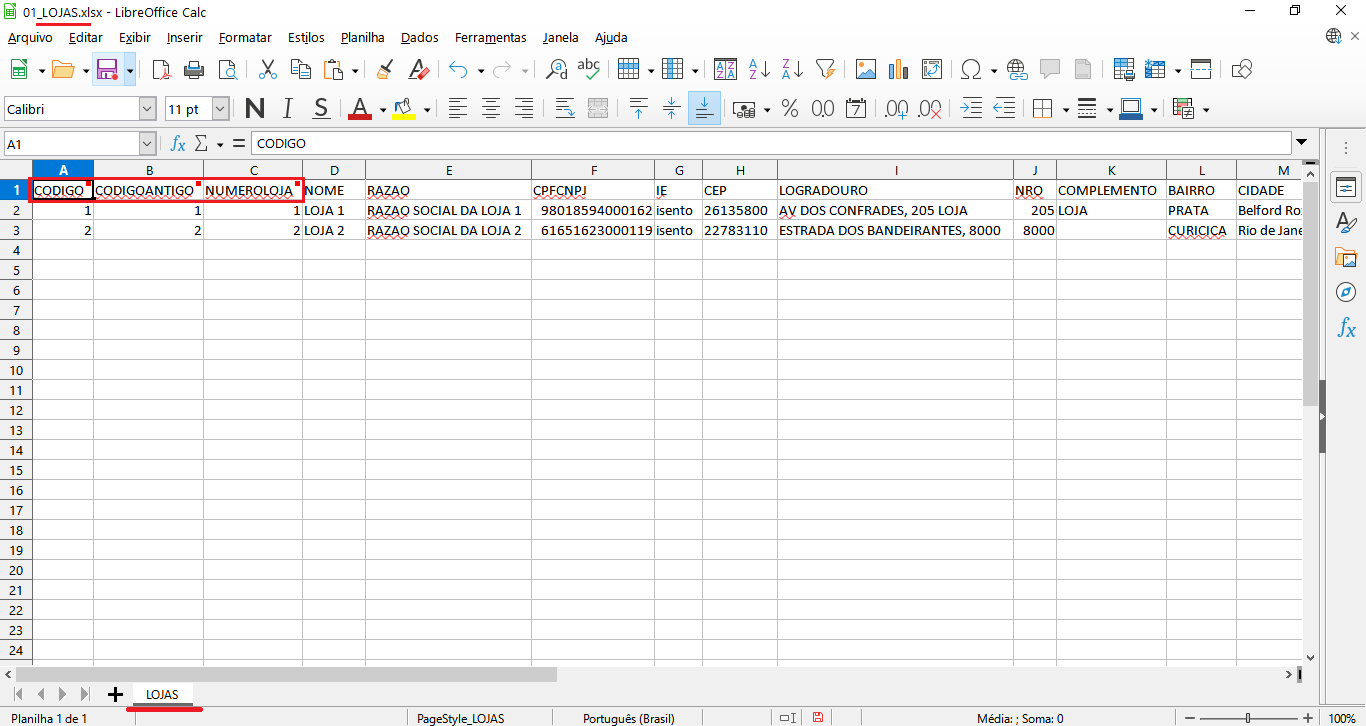 01_LOJAS.xlsx - LibreOffice Calc
Arquivo Editar Exibir Inserir Formatar Estilos Planilha Dados Ferramentas Janela Ajuda
Calibri 11 pt N I S A
A1 fx Σ = CODIGO
A B C D E F G H I J K L M
1 CODIGO CODIGOANTIGO NUMEROLOJA NOME RAZAO CPFCNPJ IE CEP LOGRADOURO NRO COMPLEMENTO BAIRRO CIDADE
2 1 1 1 LOJA 1 RAZAO SOCIAL DA LOJA 1 98018594000162 isento 26135800 AV DOS CONFRADES, 205 LOJA 205 LOJA PRATA Belford Ro
3 2 2 2 LOJA 2 RAZAO SOCIAL DA LOJA 2 61651623000119 isento 22783110 ESTRADA DOS BANDEIRANTES, 8000 8000 CURICICA Rio de Jane
4
5
6
7
8
9
10
11
12
13
14
15
16
17
18
19
20
21
22
23
24
LOJAS
Planilha 1 de 1 PageStyle_LOJAS Português (Brasil) Média: ; Soma: 0 100%